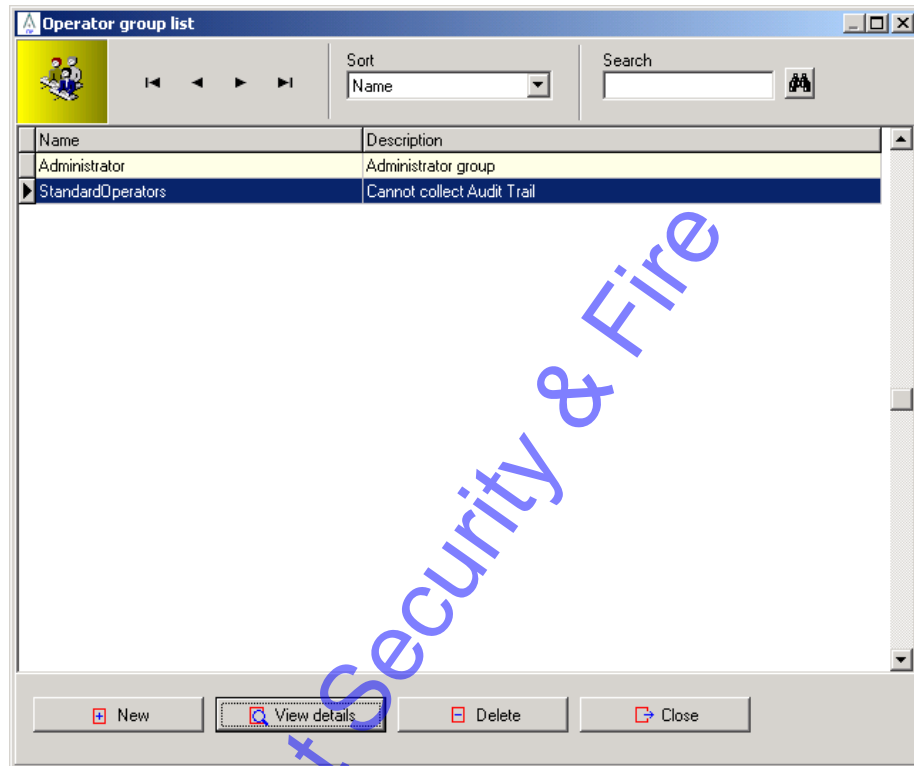 Operator group list
Sort
Search
Name
Name Description
Administrator Administrator group
StandardOperators Cannot collect Audit Trail
New View details Delete Close
Security & Fire